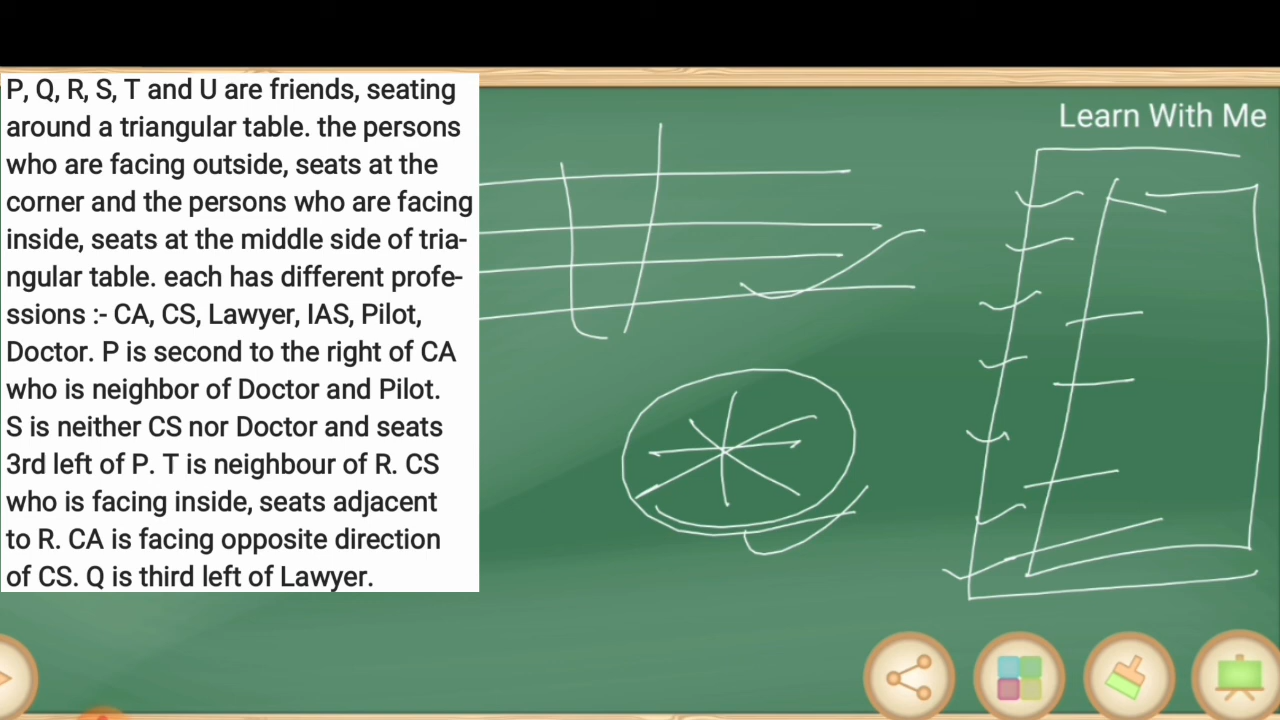 P, Q, R, S, T and U are friends, seating
around a triangular table. the persons
who are facing outside, seats at the
corner and the persons who are facing
inside, seats at the middle side of tria-
ngular table. each has different profe-
ssions :- CA, CS, Lawyer, IAS, Pilot,
Doctor. P is second to the right of CA
who is neighbor of Doctor and Pilot.
S is neither CS nor Doctor and seats
3rd left of P. T is neighbour of R. CS
who is facing inside, seats adjacent
to R. CA is facing opposite direction
of CS. Q is third left of Lawyer.
Learn With Me